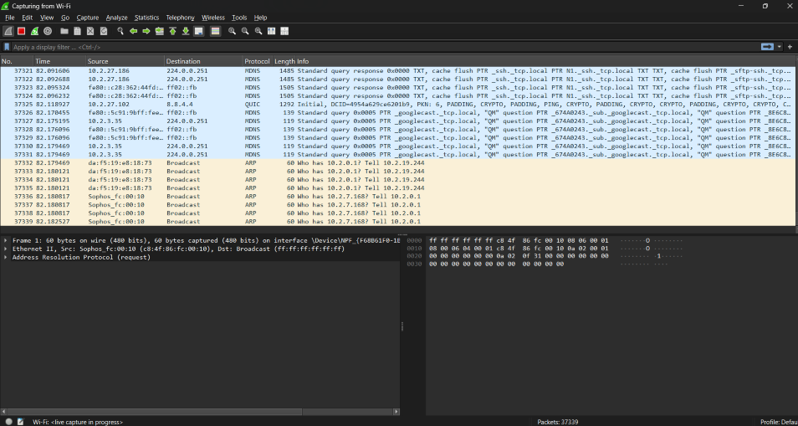 Capturing from Wi-Fi
File Edit View Go Capture Analyze Statistics Telephony Wireless Tools Help
Apply a display filter ... <Ctrl-/>
No. Time Source Destination Protocol Length Info
37321 82.091606 10.2.27.186 224.0.0.251 MDNS 1485 Standard query response 0x0000 TXT, cache flush PTR _ssh._tcp.local PTR N1._ssh._tcp.local TXT TXT, cache flush PTR _sftp-ssh._tcp...
37322 82.092688 10.2.27.186 224.0.0.251 MDNS 1485 Standard query response 0x0000 TXT, cache flush PTR _ssh._tcp.local PTR N1._ssh._tcp.local TXT TXT, cache flush PTR _sftp-ssh._tcp...
37323 82.095324 fe80::c28:362:44fd:… ff02::fb MDNS 1505 Standard query response 0x0000 TXT, cache flush PTR _ssh._tcp.local PTR N1._ssh._tcp.local TXT TXT, cache flush PTR _sftp-ssh._tcp...
37324 82.096232 fe80::c28:362:44fd:… ff02::fb MDNS 1505 Standard query response 0x0000 TXT, cache flush PTR _ssh._tcp.local PTR N1._ssh._tcp.local TXT TXT, cache flush PTR _sftp-ssh._tcp...
37325 82.118927 10.2.27.102 8.8.4.4 QUIC 1292 Initial, DCID=4954a629ce6201b9, PKN: 6, PADDING, CRYPTO, PADDING, PING, CRYPTO, PADDING, CRYPTO, PADDING, CRYPTO, PADDING, CRYPTO, C...
37326 82.170455 fe80::5c91:9bff:fee… ff02::fb MDNS 139 Standard query 0x0005 PTR _googlecast._tcp.local, "QM" question PTR _674A0243._sub._googlecast._tcp.local, "QM" question PTR _8E6C8…
37327 82.175195 10.2.3.35 224.0.0.251 MDNS 119 Standard query 0x0005 PTR _googlecast._tcp.local, "QM" question PTR _674A0243._sub._googlecast._tcp.local, "QM" question PTR _8E6C8…
37328 82.176096 fe80::5c91:9bff:fee… ff02::fb MDNS 139 Standard query 0x0005 PTR _googlecast._tcp.local, "QM" question PTR _674A0243._sub._googlecast._tcp.local, "QM" question PTR _8E6C8…
37329 82.176096 fe80::5c91:9bff:fee… ff02::fb MDNS 139 Standard query 0x0005 PTR _googlecast._tcp.local, "QM" question PTR _674A0243._sub._googlecast._tcp.local, "QM" question PTR _8E6C8…
37330 82.179469 10.2.3.35 224.0.0.251 MDNS 119 Standard query 0x0005 PTR _googlecast._tcp.local, "QM" question PTR _674A0243._sub._googlecast._tcp.local, "QM" question PTR _8E6C8…
37331 82.179469 10.2.3.35 224.0.0.251 MDNS 119 Standard query 0x0005 PTR _googlecast._tcp.local, "QM" question PTR _674A0243._sub._googlecast._tcp.local, "QM" question PTR _8E6C8…
37332 82.179469 da:f5:19:e8:18:73 Broadcast ARP 60 Who has 10.2.0.1? Tell 10.2.19.244
37333 82.180121 da:f5:19:e8:18:73 Broadcast ARP 60 Who has 10.2.0.1? Tell 10.2.19.244
37334 82.180121 da:f5:19:e8:18:73 Broadcast ARP 60 Who has 10.2.0.1? Tell 10.2.19.244
37335 82.180121 da:f5:19:e8:18:73 Broadcast ARP 60 Who has 10.2.0.1? Tell 10.2.19.244
37336 82.180817 Sophos_fc:00:10 Broadcast ARP 60 Who has 10.2.7.168? Tell 10.2.0.1
37337 82.180817 Sophos_fc:00:10 Broadcast ARP 60 Who has 10.2.7.168? Tell 10.2.0.1
37338 82.180817 Sophos_fc:00:10 Broadcast ARP 60 Who has 10.2.7.168? Tell 10.2.0.1
37339 82.182527 Sophos_fc:00:10 Broadcast ARP 60 Who has 10.2.7.168? Tell 10.2.0.1
Frame 1: 60 bytes on wire (480 bits), 60 bytes captured (480 bits) on interface \Device\NPF_{F68B61F0-1E
Ethernet II, Src: Sophos_fc:00:10 (c8:4f:86:fc:00:10), Dst: Broadcast (ff:ff:ff:ff:ff:ff)
Address Resolution Protocol (request)
0000 ff ff ff ff ff ff c8 4f 86 fc 00 10 08 06 00 01 ·······O ········
0010 08 00 06 04 00 01 c8 4f 86 fc 00 10 0a 02 00 01 ·······O ········
0020 00 00 00 00 00 00 0a 02 0f 31 00 00 00 00 00 00 ········ ·1······
0030 00 00 00 00 00 00 00 00 00 00 00 00 ········ ····
Wi-Fi: <live capture in progress>
Packets: 37339
Profile: Defau